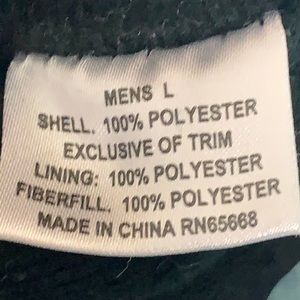 MENS L
SHELL. 100% POLYESTER
EXCLUSIVE OF TRIM
LINING: 100% POLYESTER
FIBERFILL. 100% POLYESTER
MADE IN CHINA RN65668